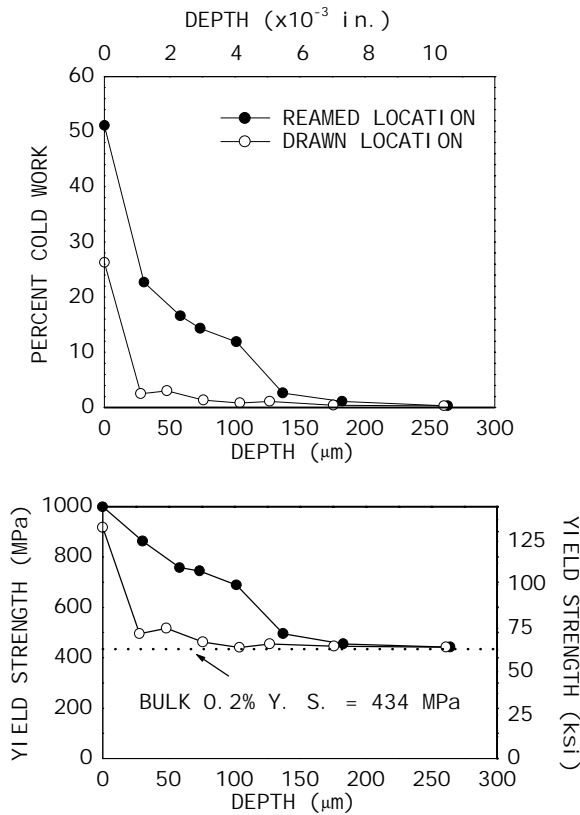 DEPTH (x10⁻³ in.)
0 2 4 6 8 10
60
50
40
30
20
10
0
PERCENT COLD WORK
REAMED LOCATION
DRAWN LOCATION
0 50 100 150 200 250 300
DEPTH (μm)
1000
800
600
400
200
0
YIELD STRENGTH (MPa)
125
100
75
50
25
0
YIELD STRENGTH (ksi)
BULK 0.2% Y. S. = 434 MPa
0 50 100 150 200 250 300
DEPTH (μm)